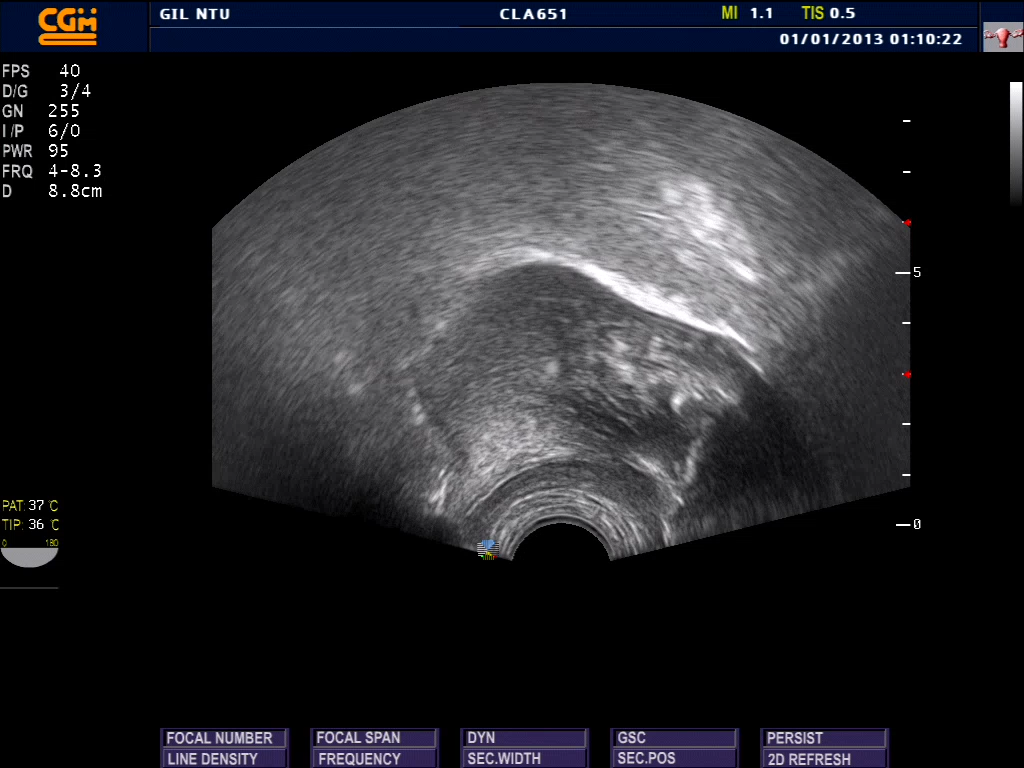 CGM
GIL NTU CLA651 MI 1.1 TIS 0.5
01/01/2013 01:10:22
FPS 40
D/G 3/4
GN 255
I/P 6/0
PWR 95
FRQ 4-8.3
D 8.8cm
5
PAT: 37 °C
TIP: 36 °C
0 180
0
FOCAL NUMBER FOCAL SPAN DYN GSC PERSIST
LINE DENSITY FREQUENCY SEC.WIDTH SEC.POS 2D REFRESH